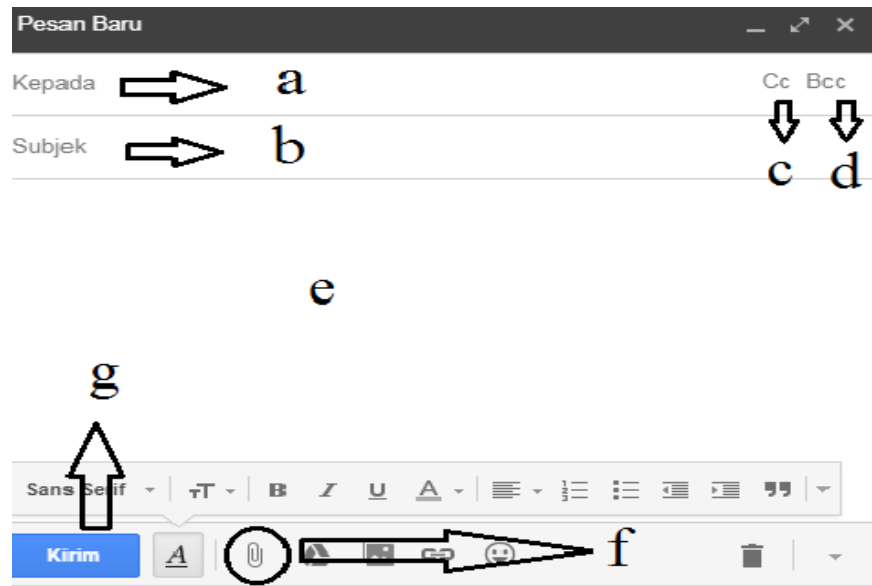 Pesan Baru
Kepada a Cc Bcc
Subjek b c d
e
g
Sans Serif T B I U A
Kirim A f